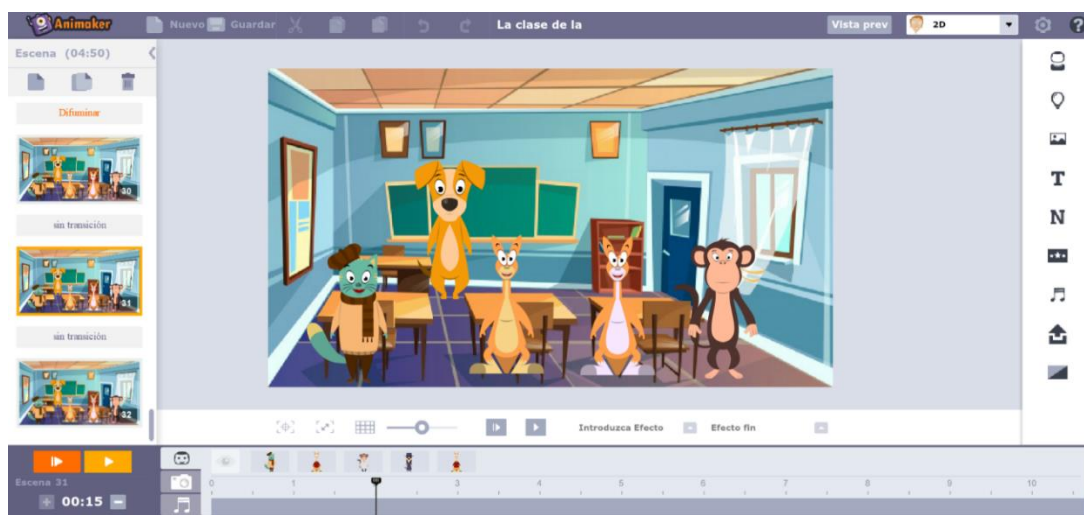 Animaker
Nuevo
Guardar
La clase de la
Vista prev
2D
?
Escena (04:50)
Difuminar
30
sin transición
31
sin transición
32
T
N
Introduzca Efecto
Efecto fin
Escena 31
00:15
0 1 3 4 5 6 7 8 9 10